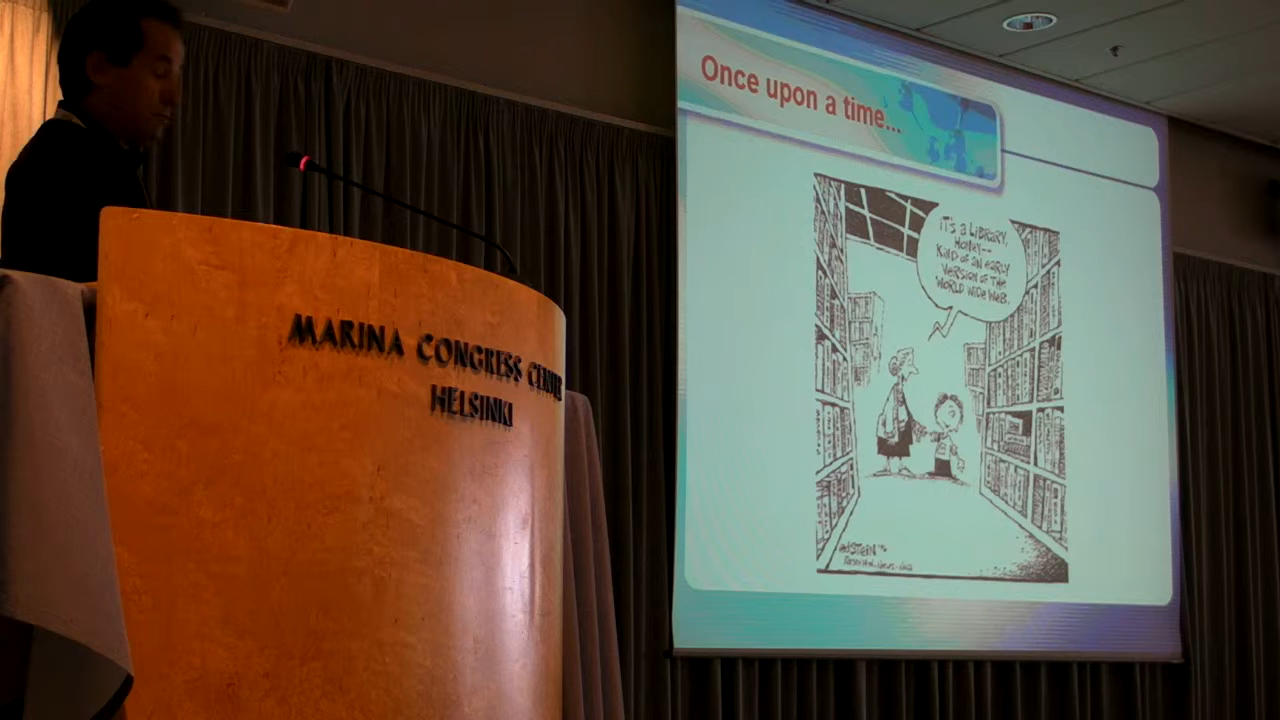 Once upon a time...
IT'S A LIBRARY,
HONEY--
KIND OF AN EARLY
VERSION OF THE
WORLD WIDE WEB.
MARINA CONGRESS CENTER
HELSINKI